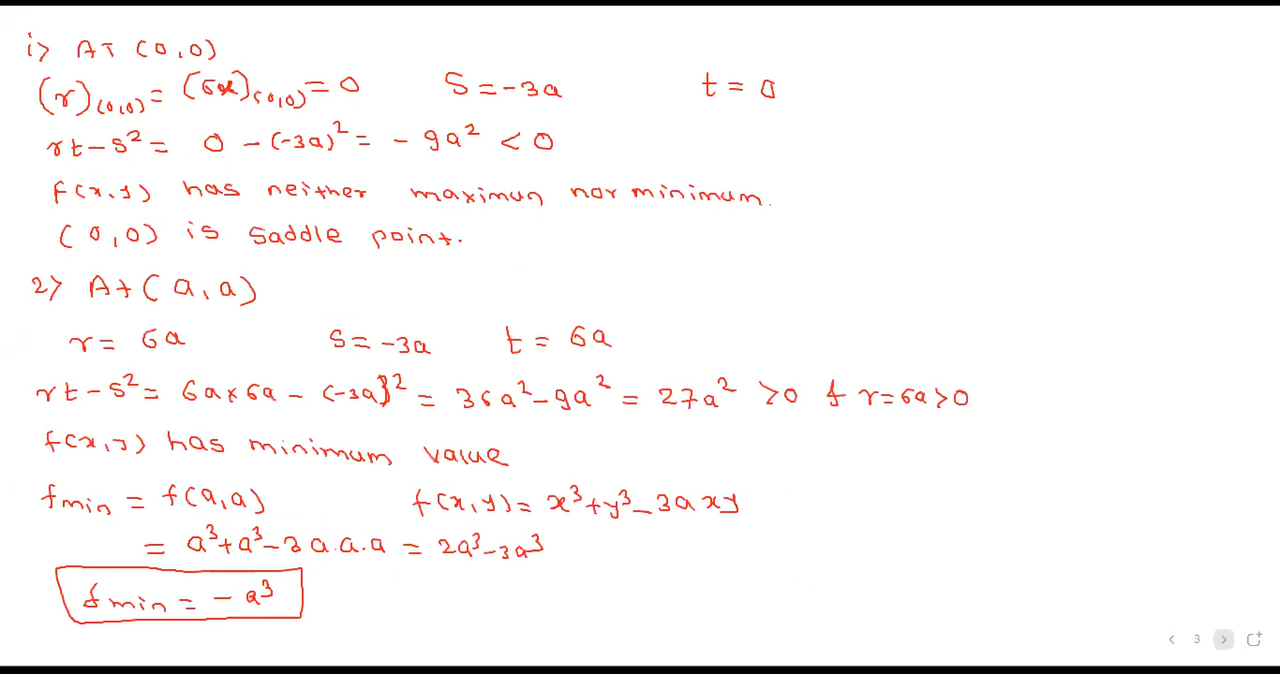 i> AT (0,0)
(r)(0,0) = (6x)(0,0) = 0 S = -3a t = 0
rt - s² = 0 - (-3a)² = - 9a² < 0
f(x,y) has neither maximun nor minimum.
(0,0) is saddle point.
2> At (a,a)
r = 6a s = -3a t = 6a
rt - s² = 6a x 6a - (-3a)² = 36a² - 9a² = 27a² >0 & r = 6a >0
f(x,y) has minimum value
fmin = f(a,a) f(x,y) = x³ + y³ - 3axy
= a³ + a³ - 3a.a.a = 2a³ - 3a³
fmin = - a³
< 3 >